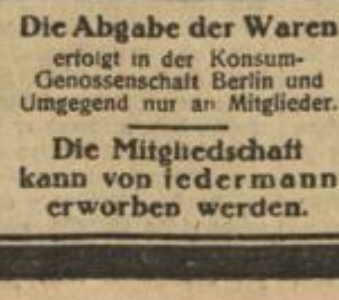 Die Abgabe der Waren
erfolgt in der Konsum-
Genossenschaft Berlin und
Umgegend nur an Mitglieder.
Die Mitgliedschaft
kann von jedermann
erworben werden.